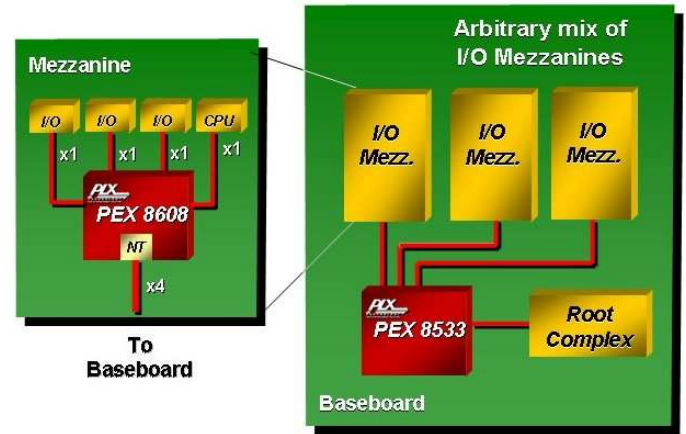 Mezzanine
I/O
I/O
I/O
CPU
x1
x1
x1
x1
PLX
PEX 8608
NT
x4
To
Baseboard
Arbitrary mix of
I/O Mezzanines
I/O
Mezz.
I/O
Mezz.
I/O
Mezz.
PLX
PEX 8533
Root
Complex
Baseboard